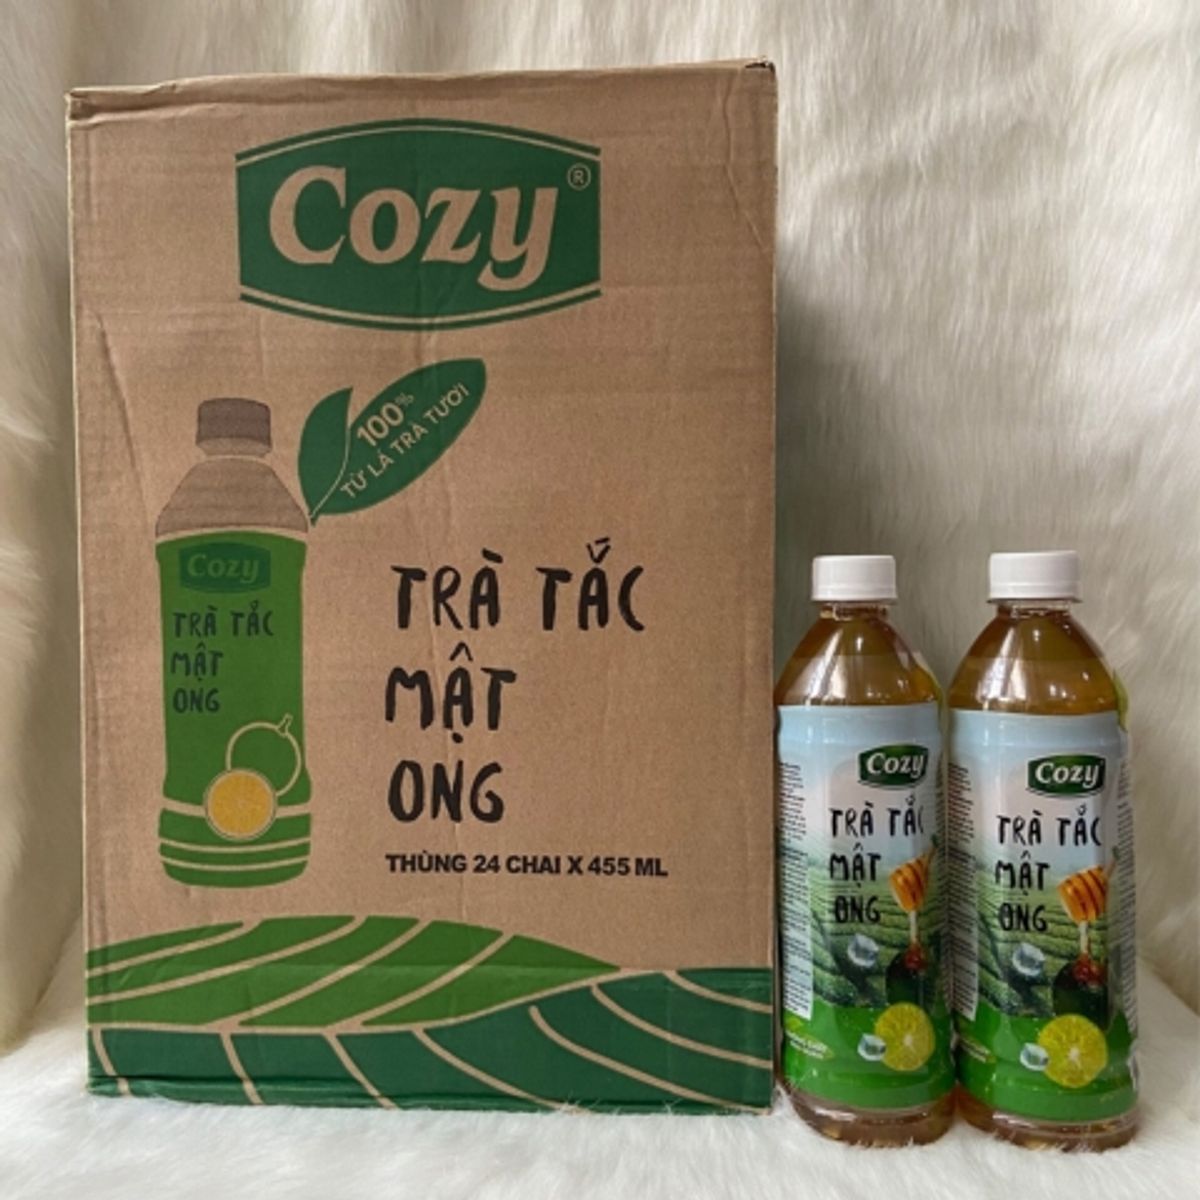 Cozy®
100%
TỪ LÁ TRÀ TƯƠI
Cozy
TRÀ TẮC
MẬT
ONG
TRÀ TẮC
MẬT
ONG
THÙNG 24 CHAI X 455 ML
Cozy
TRÀ TẮC
MẬT
ONG
Cozy
TRÀ TẮC
MẬT
ONG